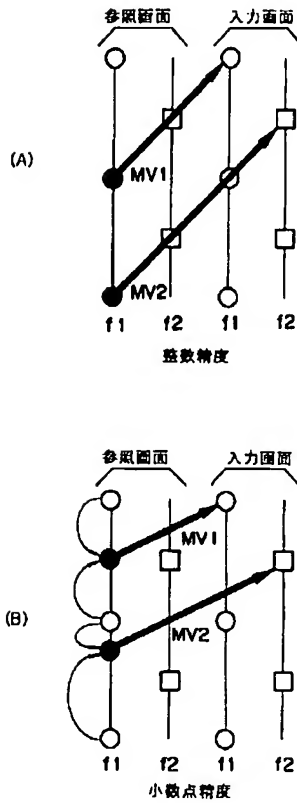 参照画面 入力画面
(A)
MV1
MV2
f1 f2 f1 f2
整数精度
参照画面 入力画面
(B)
MV1
MV2
f1 f2 f1 f2
小数点精度